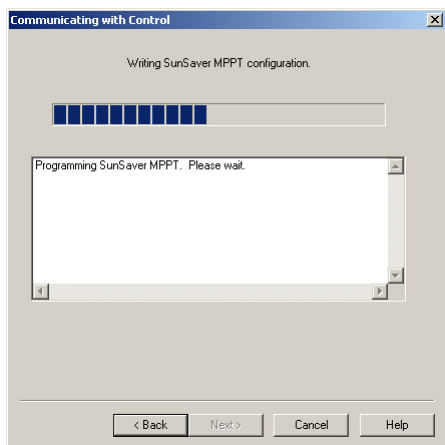 Communicating with Control
Writing SunSaver MPPT configuration.
Programming SunSaver MPPT. Please wait.
< Back Next > Cancel Help